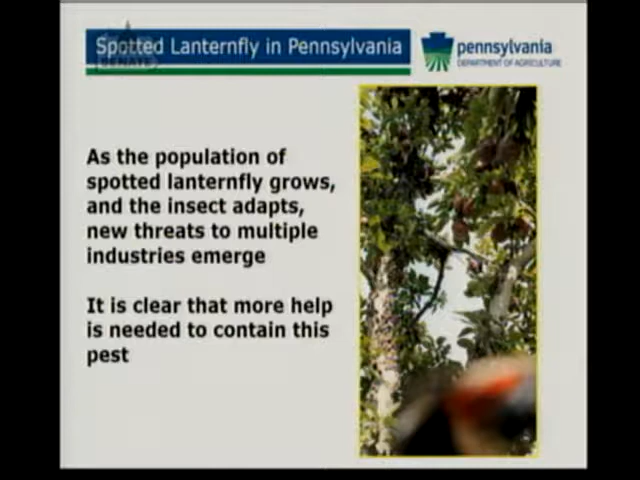 Spotted Lanternfly in Pennsylvania
SENATE
pennsylvania
DEPARTMENT OF AGRICULTURE
As the population of
spotted lanternfly grows,
and the insect adapts,
new threats to multiple
industries emerge
It is clear that more help
is needed to contain this
pest